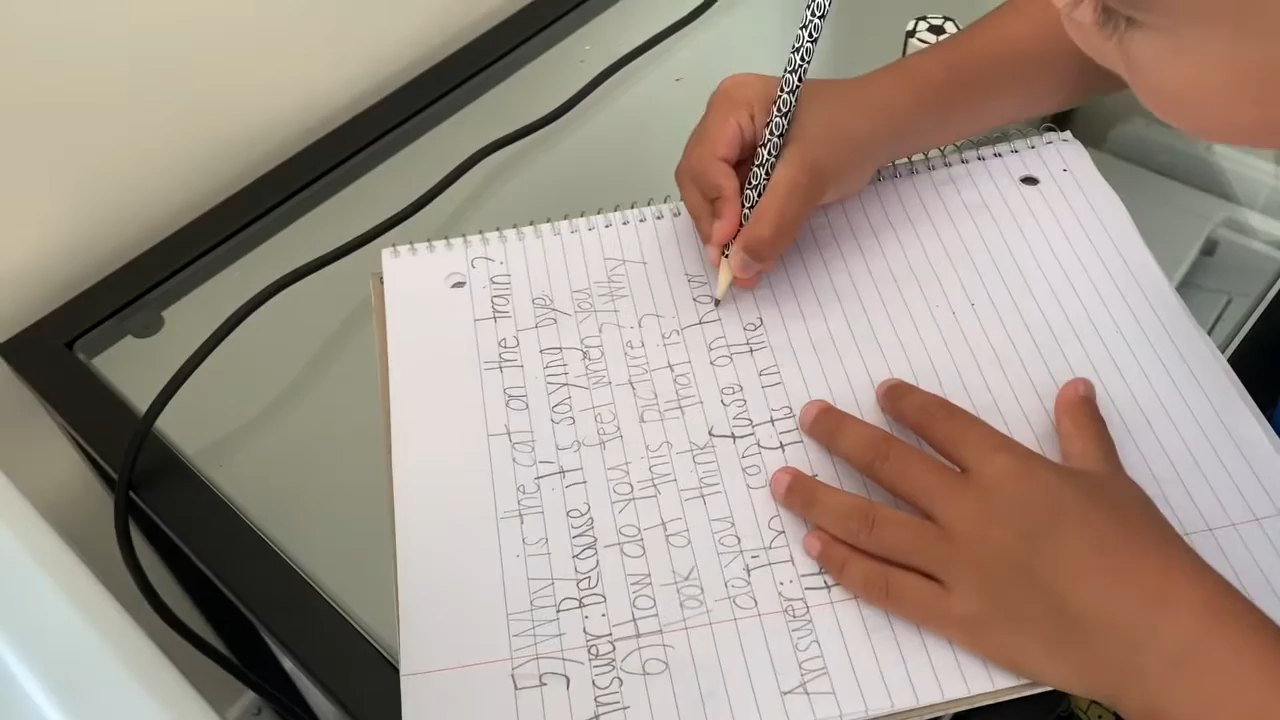 5) Why is the cat on the train?
Answer: Because it is saying bye.
6) How do you feel when you
look at this picture? Why
do you think that is?
Answer: I'm confuse on how
fits in the